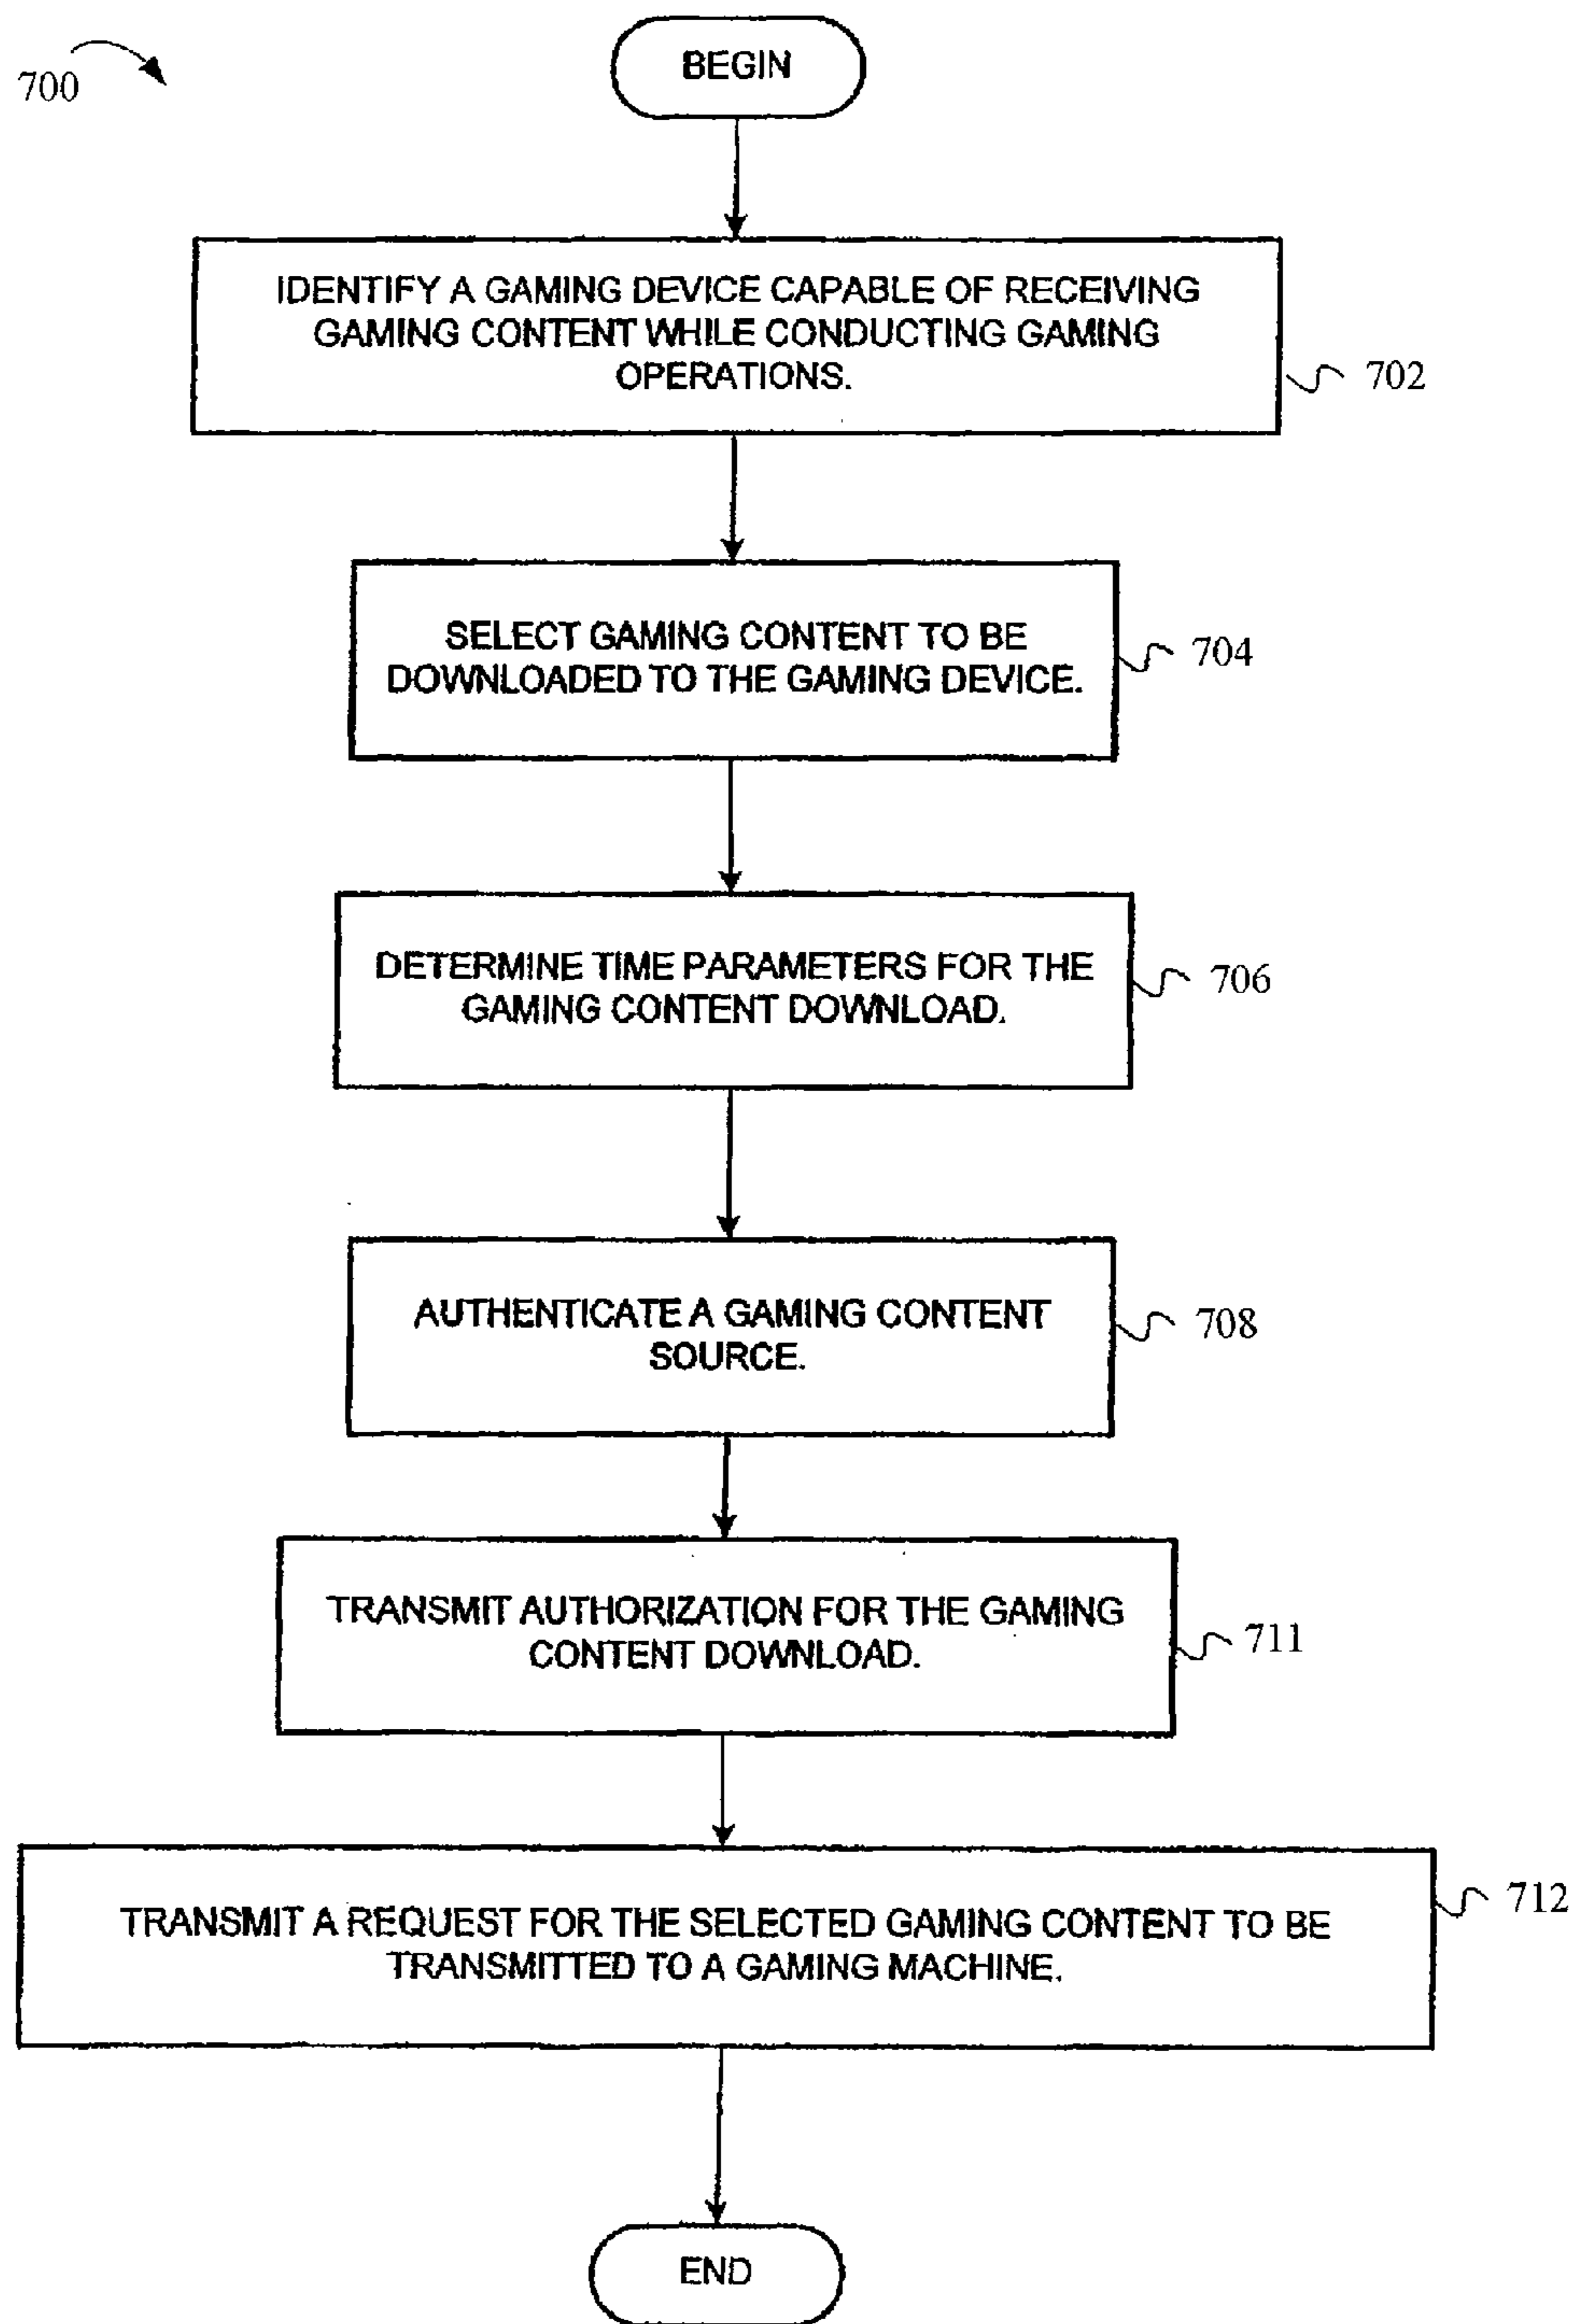 700
BEGIN
IDENTIFY A GAMING DEVICE CAPABLE OF RECEIVING
GAMING CONTENT WHILE CONDUCTING GAMING
OPERATIONS.
702
SELECT GAMING CONTENT TO BE
DOWNLOADED TO THE GAMING DEVICE.
704
DETERMINE TIME PARAMETERS FOR THE
GAMING CONTENT DOWNLOAD.
706
AUTHENTICATE A GAMING CONTENT
SOURCE.
708
TRANSMIT AUTHORIZATION FOR THE GAMING
CONTENT DOWNLOAD.
711
TRANSMIT A REQUEST FOR THE SELECTED GAMING CONTENT TO BE
TRANSMITTED TO A GAMING MACHINE.
712
END